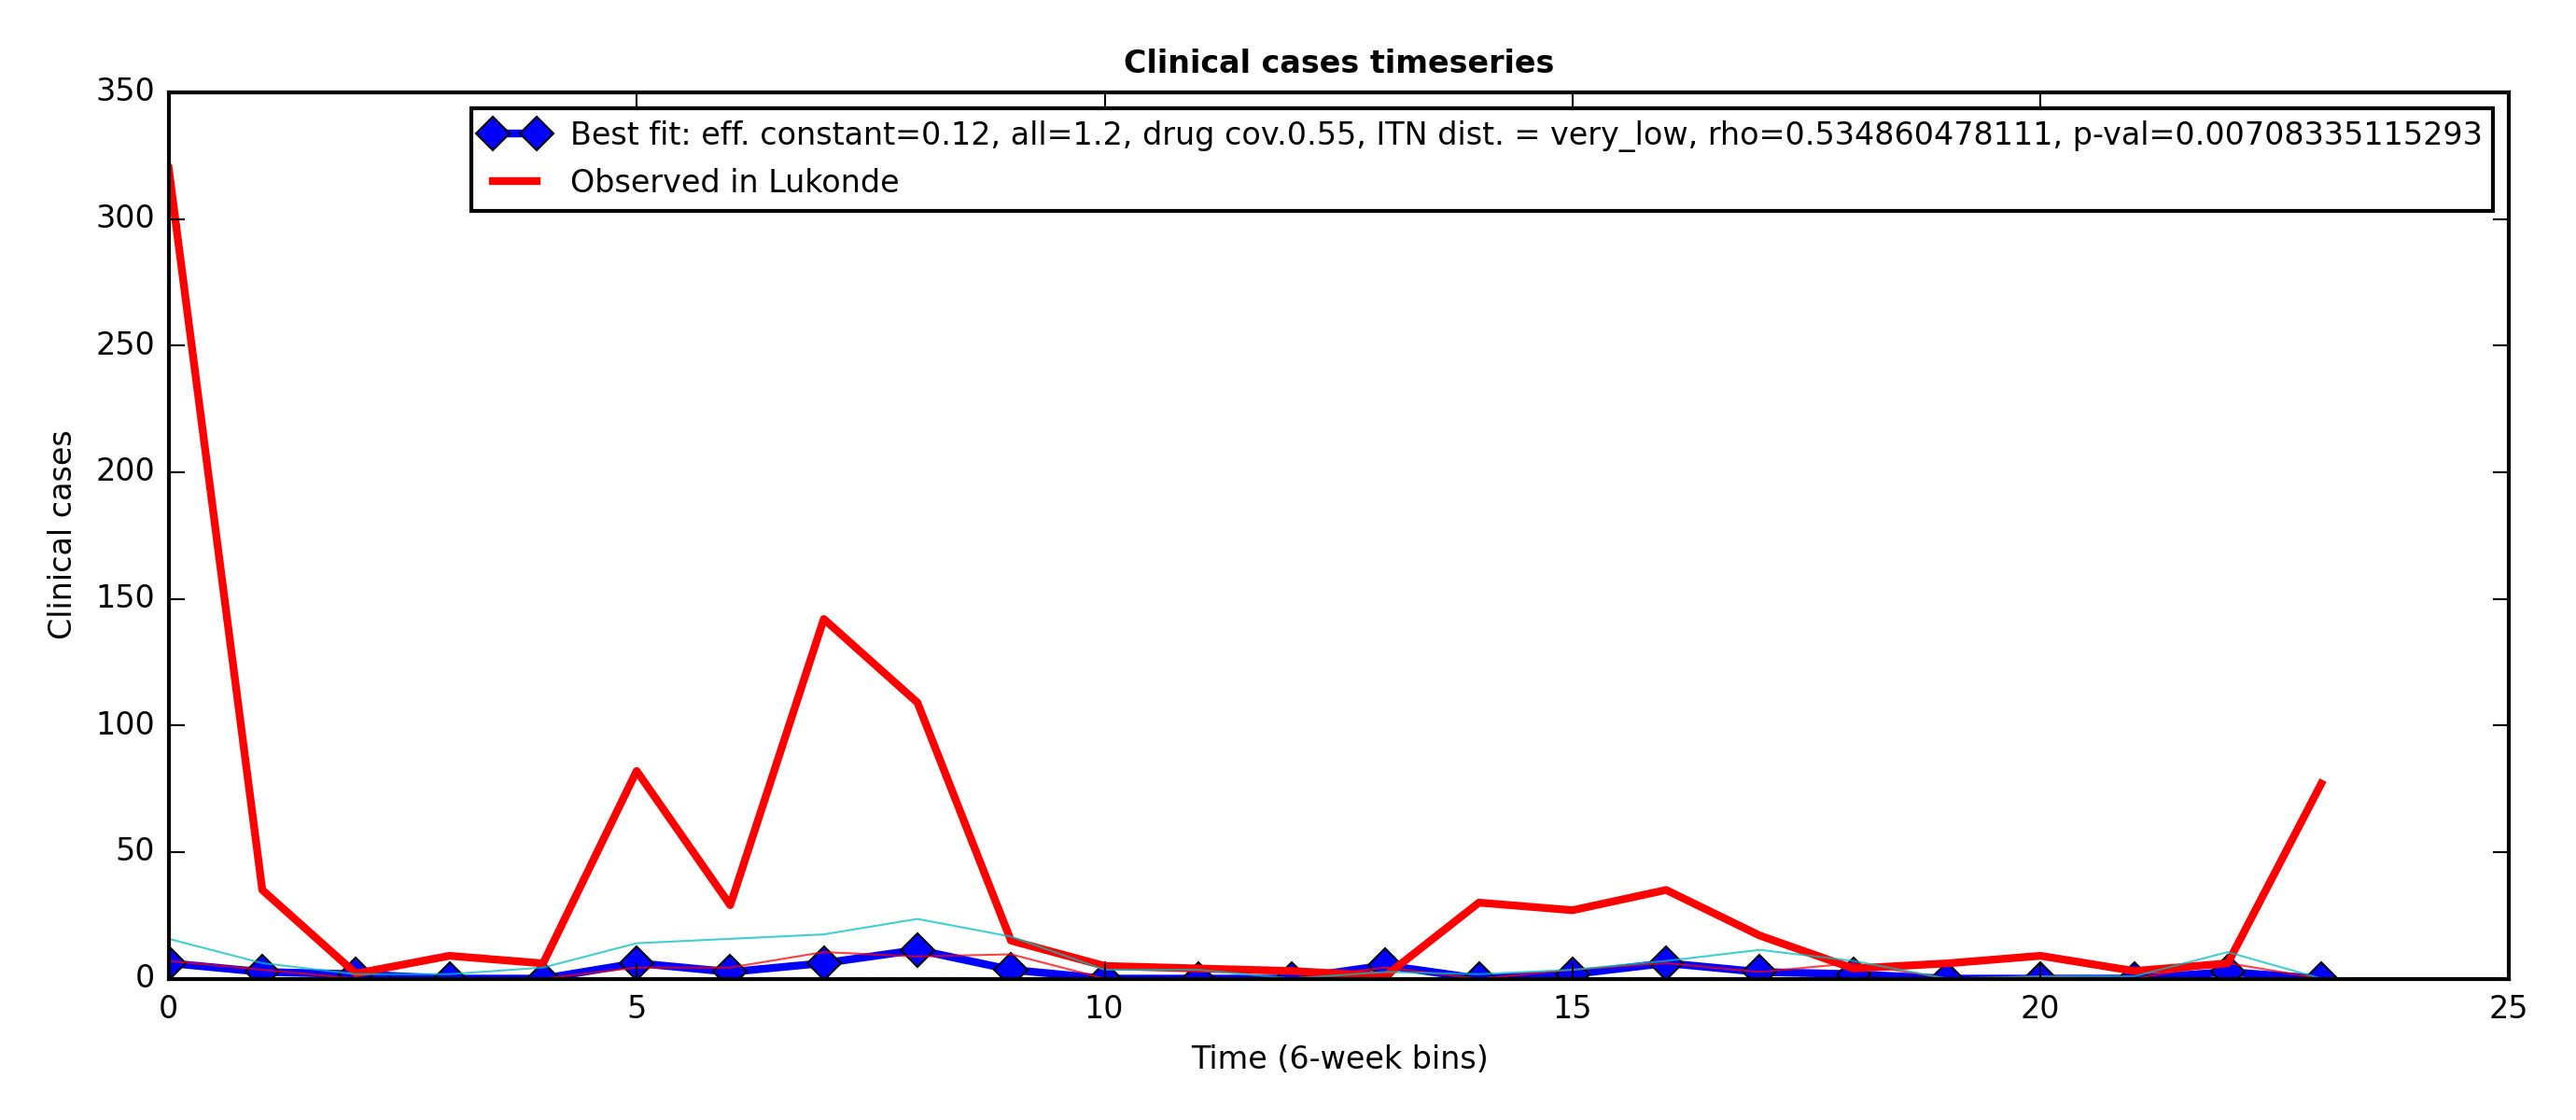 Clinical cases timeseries
350
300
250
200
150
100
50
0
Clinical cases
Best fit: eff. constant=0.12, all=1.2, drug cov.0.55, ITN dist. = very_low, rho=0.534860478111, p-val=0.00708335115293
Observed in Lukonde
0 5 10 15 20 25
Time (6-week bins)